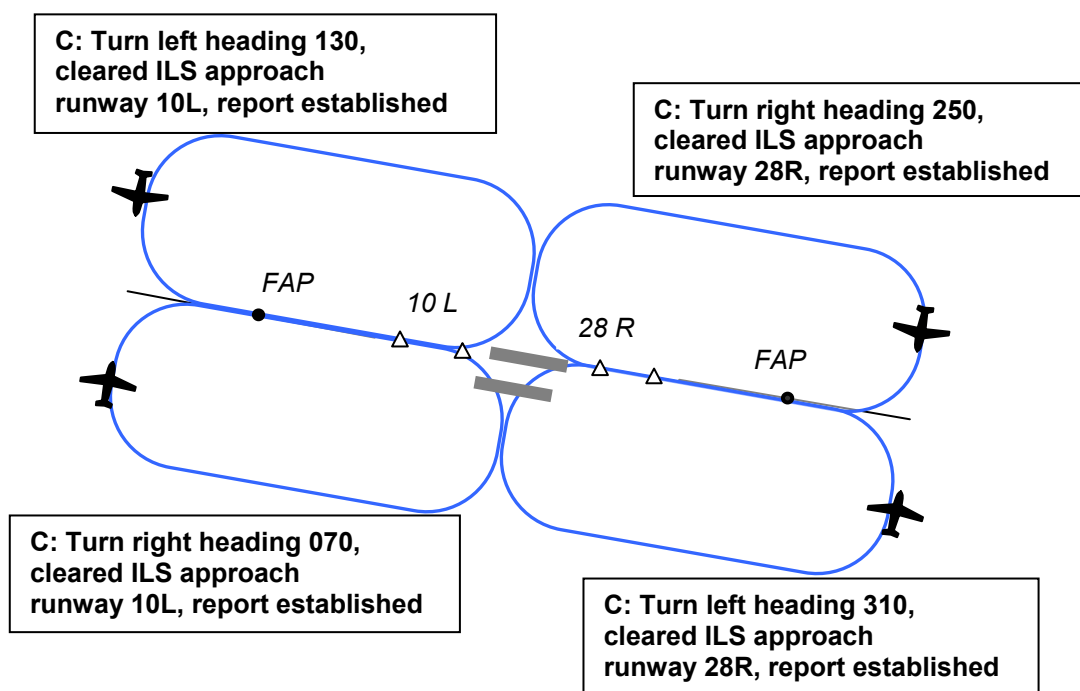 C: Turn left heading 130,
cleared ILS approach
runway 10L, report established
C: Turn right heading 250,
cleared ILS approach
runway 28R, report established
FAP
10 L
28 R
FAP
C: Turn right heading 070,
cleared ILS approach
runway 10L, report established
C: Turn left heading 310,
cleared ILS approach
runway 28R, report established